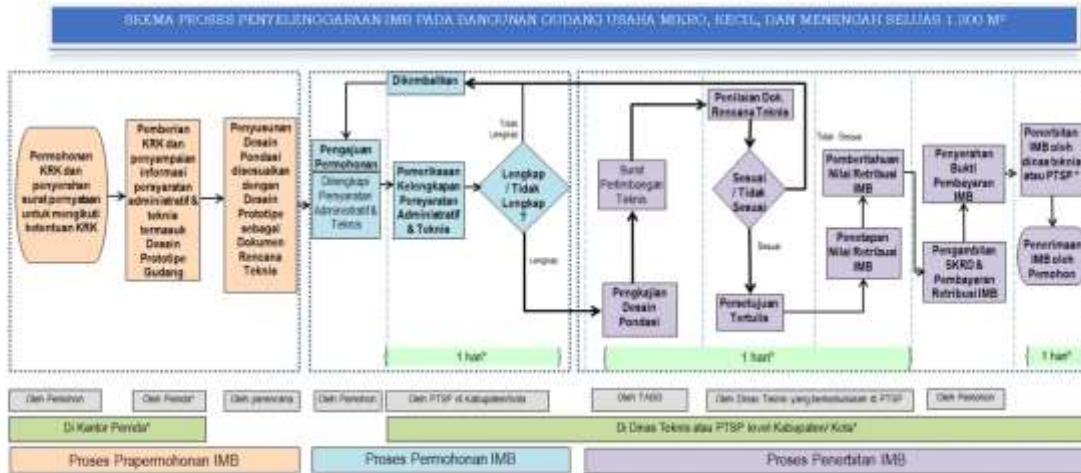 SKEMA PROSES PENYELENGGARAAN IMB PADA BANGUNAN GUDANG USAHA MIKRO, KECIL, DAN MENENGAH SELUAS 1.300 M²
Permohonan
KRK dan
penyerahan
surat pernyataan
untuk mengikuti
ketentuan KRK
Pemberian
KRK dan
penyampaian
informasi
persyaratan
administratif &
teknis
termasuk
Desain
Prototipe
Gudang
Penyusunan
Desain
Pondasi
disesuaikan
dengan
Desain
Prototipe
sebagai
Dokumen
Rencana
Teknis
Dikembalikan
Pengajuan
Permohonan
Dilengkapi
Persyaratan
Administratif &
Teknis
Pemeriksaan
Kelengkapan
Persyaratan
Administratif
& Teknis
Tidak
Lengkap
Lengkap
/ Tidak
Lengkap
?
Lengkap
1 hari*
Surat
Pertimbangan
Teknis
Pengkajian
Desain
Pondasi
Penilaian Dok.
Rencana Teknis
Sesuai
/ Tidak
Sesuai
Tidak Sesuai
Sesuai
Persetujuan
Tertulis
Pemberitahuan
Nilai Retribusi
IMB
Penetapan
Nilai Retribusi
IMB
1 hari*
Penyerahan
Bukti
Pembayaran
IMB
Pengambilan
SKRD &
Pembayaran
Retribusi IMB
Penerbitan
IMB oleh
dinas teknis
atau PTSP *
Penerimaan
IMB oleh
Pemohon
1 hari*
Oleh Pemohon
Oleh Pemda*
Oleh perencana
Oleh Pemohon
Oleh PTSP di Kabupaten/kota
Oleh TABG
Oleh Dinas Teknis yang berkedudukan di PTSP
Oleh Pemohon
Di Kantor Pemda*
Di Dinas Teknis atau PTSP level Kabupaten/ Kota*
Proses Prapermohonan IMB
Proses Permohonan IMB
Proses Penerbitan IMB